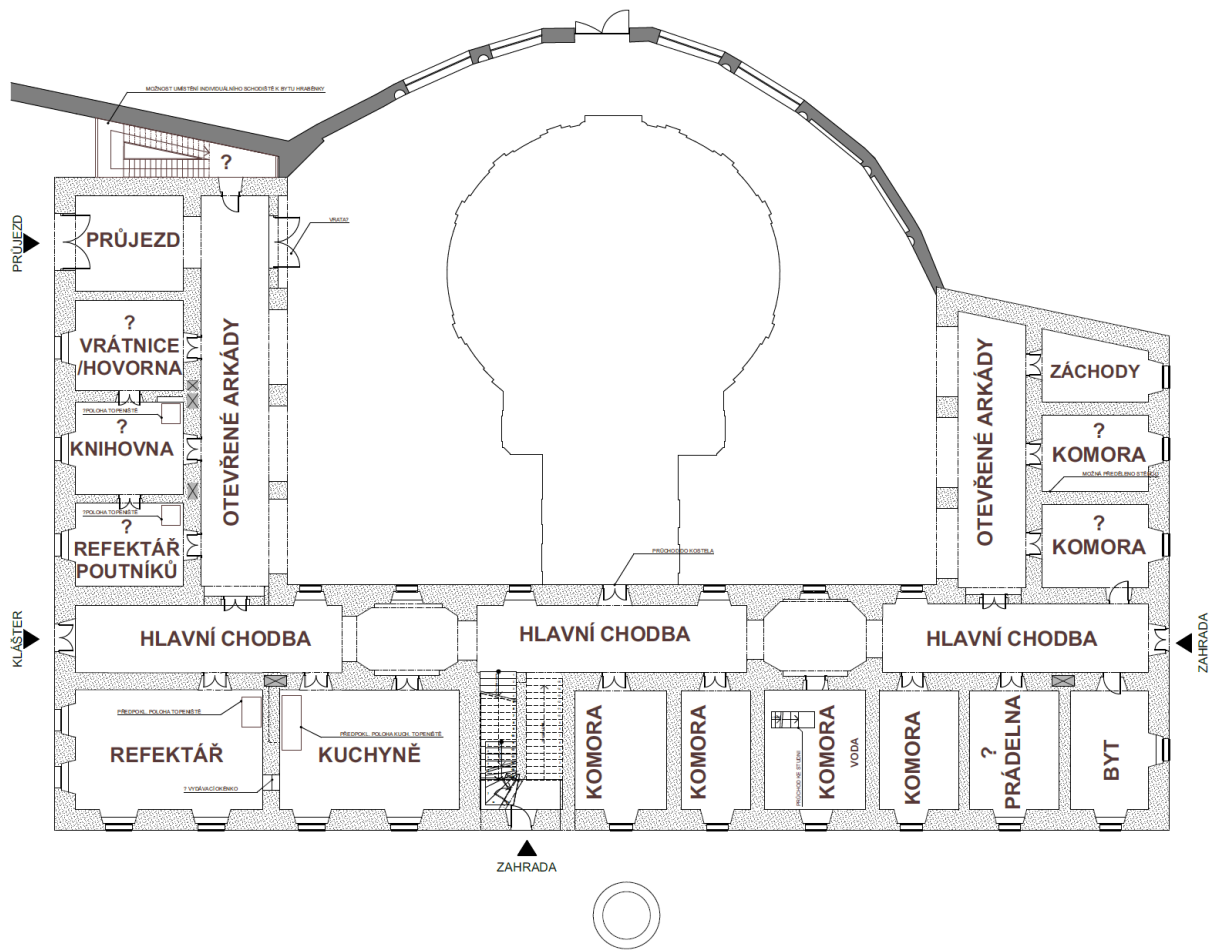 MOŽNOST UMÍSTĚNÍ INDIVIDUÁLNÍHO SCHODIŠTĚ K BYTU HRABĚNKY
?
VRATA?
PRŮJEZD
PRŮJEZD
?
VRÁTNICE
/HOVORNA
?POLOHA TOPENIŠTĚ
?
KNIHOVNA
?POLOHA TOPENIŠTĚ
?
REFEKTÁŘ
POUTNÍKŮ
OTEVŘENÉ ARKÁDY
OTEVŘENÉ ARKÁDY
ZÁCHODY
?
KOMORA
MOŽNÁ PŘEDĚLENO STĚNOU
?
KOMORA
PRŮCHOD DO KOSTELA
KLÁŠTER
HLAVNÍ CHODBA
HLAVNÍ CHODBA
HLAVNÍ CHODBA
ZAHRADA
PŘEDPOKL. POLOHA TOPENIŠTĚ
REFEKTÁŘ
? VYDÁVACÍ OKÉNKO
PŘEDPOKL. POLOHA KUCH. TOPENIŠTĚ
KUCHYNĚ
KOMORA
KOMORA
PRŮCHOD KE STUDNI
KOMORA
VODA
KOMORA
?
PRÁDELNA
BYT
ZAHRADA